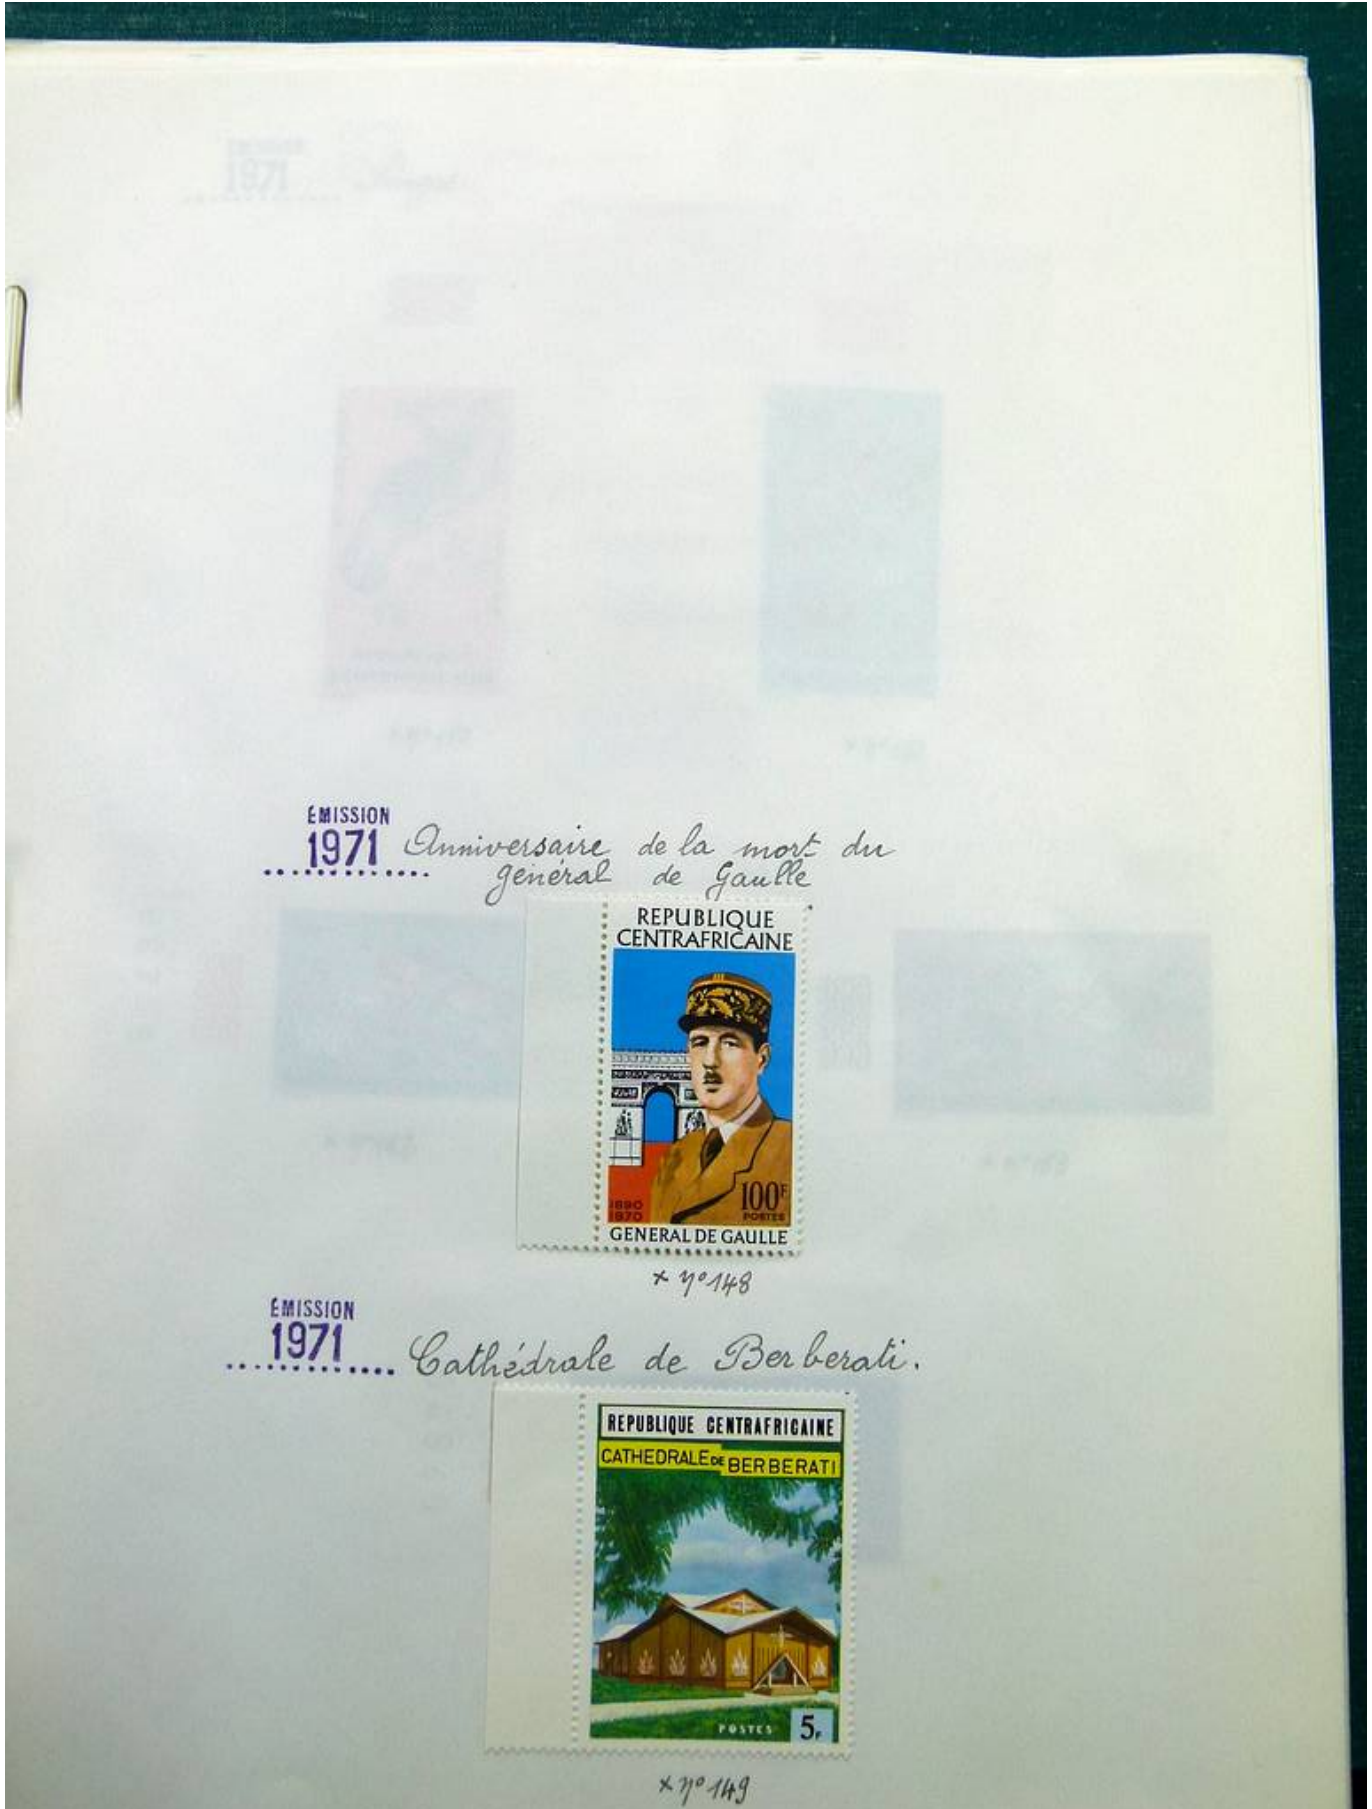 ÉMISSION
1971
Anniversaire de la mort du
général de Gaulle
REPUBLIQUE
CENTRAFRICAINE
1890
1970
100F
POSTES
GENERAL DE GAULLE
* n° 148
ÉMISSION
1971
Cathédrale de Berberati.
REPUBLIQUE CENTRAFRICAINE
CATHEDRALE DE BERBERATI
POSTES 5F
* n° 149